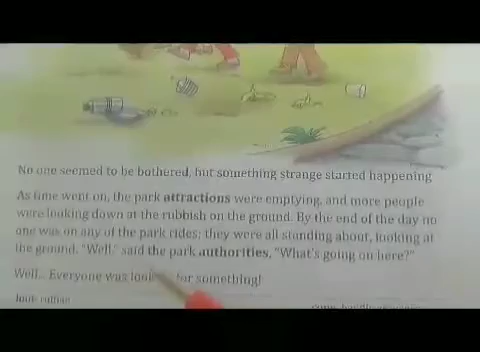 No one seemed to be bothered, but something strange started happening
As time went on, the park attractions were emptying, and more people
were looking down at the rubbish on the ground. By the end of the day no
one was on any of the park rides; they were all standing about, looking at
the ground. "Well," said the park authorities, "What's going on here?"
Well.. Everyone was for something!